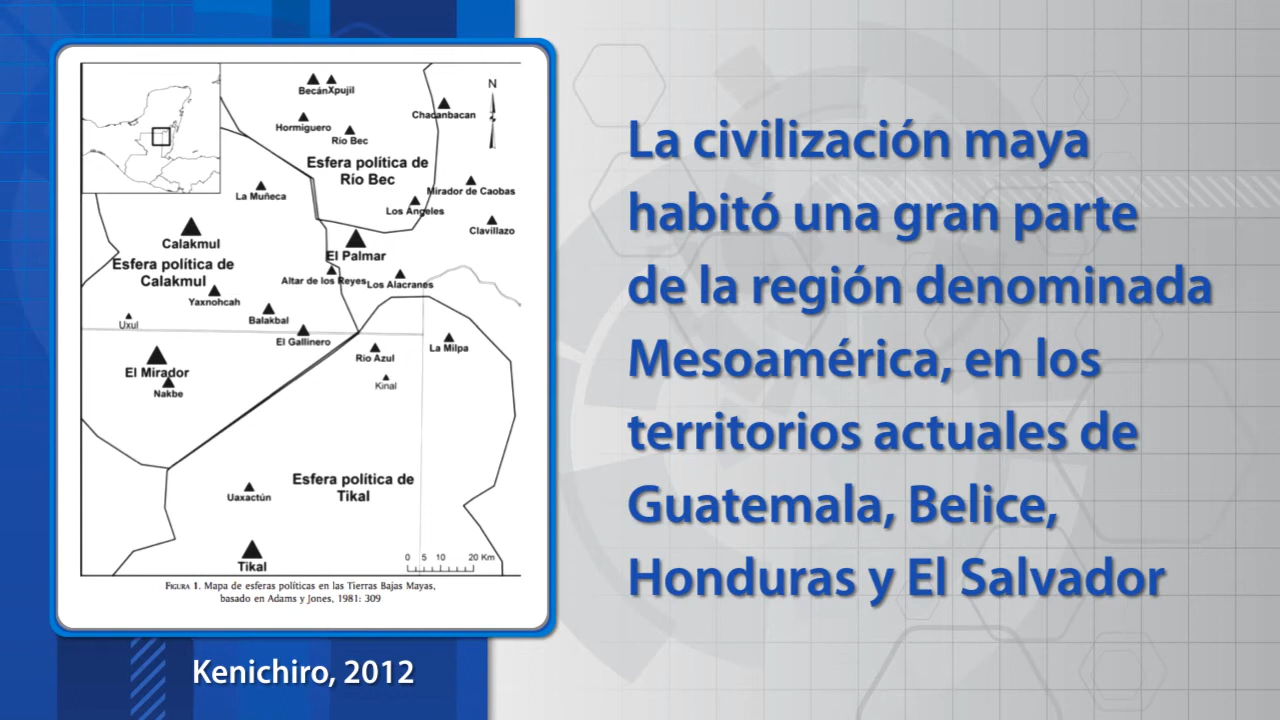 N
BecánXpujil
Chacanbacan
Hormiguero
Río Bec
Esfera política de
Río Bec
La Muñeca
Mirador de Caobas
Los Angeles
Clavillazo
Calakmul
El Palmar
Esfera política de
Calakmul
Altar de los Reyes
Los Alacranes
Yaxnohcah
Uxul
Balakbal
El Gallinero
Río Azul
La Milpa
El Mirador
Kinal
Nakbe
Esfera política de
Tikal
Uaxactún
Tikal
0 5 10 20 Km
FIGURA 1. Mapa de esferas políticas en las Tierras Bajas Mayas,
basado en Adams y Jones, 1981: 309
Kenichiro, 2012
La civilización maya
habitó una gran parte
de la región denominada
Mesoamérica, en los
territorios actuales de
Guatemala, Belice,
Honduras y El Salvador